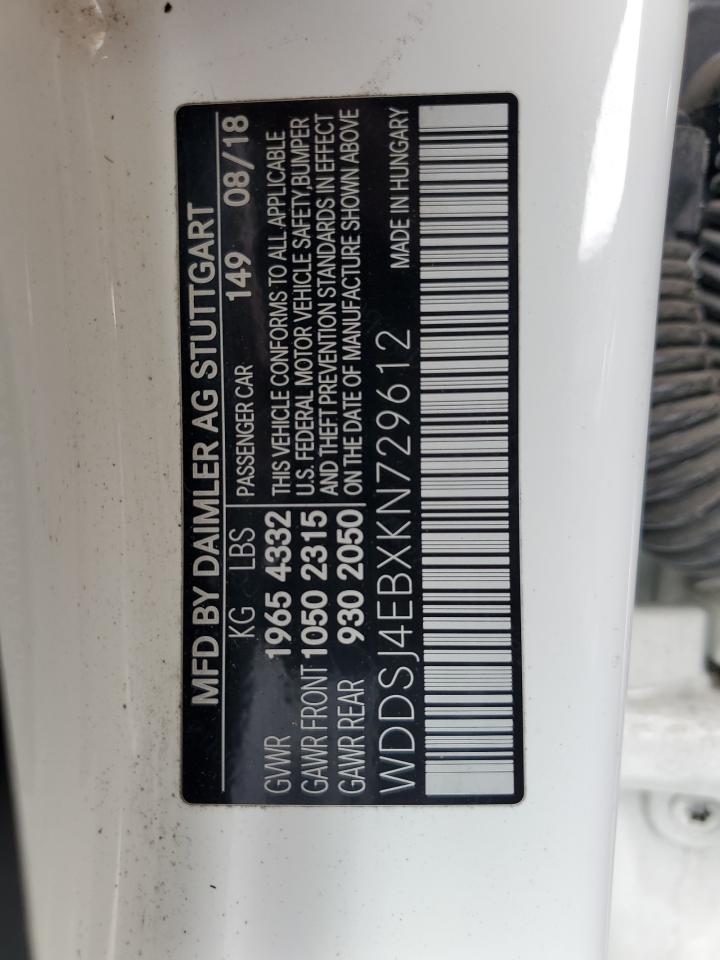 MFD BY DAIMLER AG STUTTGART
KG LBS PASSENGER CAR 149 08/18
GVWR 1965 4332 THIS VEHICLE CONFORMS TO ALL APPLICABLE
GAWR FRONT 1050 2315 U.S. FEDERAL MOTOR VEHICLE SAFETY,BUMPER
AND THEFT PREVENTION STANDARDS IN EFFECT
GAWR REAR 930 2050 ON THE DATE OF MANUFACTURE SHOWN ABOVE
WDDSJ4EBXKN729612 MADE IN HUNGARY